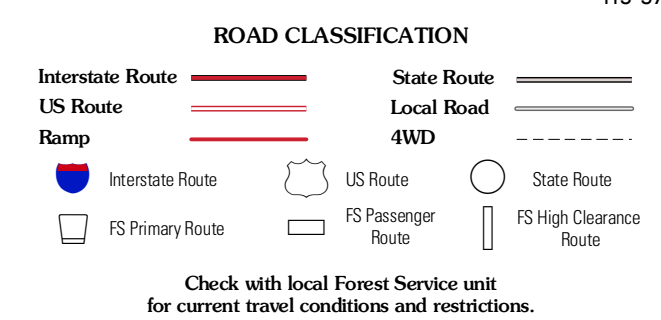 ROAD CLASSIFICATION
Interstate Route
State Route
US Route
Local Road
Ramp
4WD
Interstate Route
US Route
State Route
FS Primary Route
FS Passenger
Route
FS High Clearance
Route
Check with local Forest Service unit
for current travel conditions and restrictions.